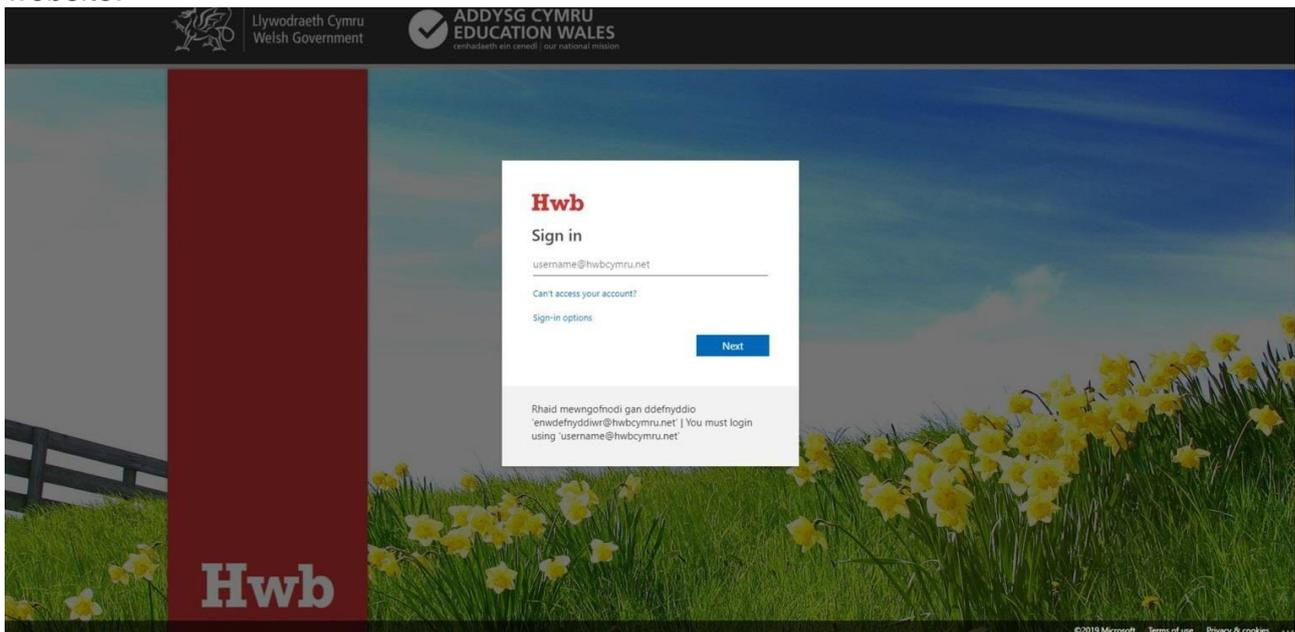 Llywodraeth Cymru
Welsh Government
ADDYSG CYMRU
EDUCATION WALES
cenhadaeth ein cenedl | our national mission
Hwb
Sign in
username@hwbcymru.net
Can't access your account?
Sign-in options
Next
Rhaid mewngofnodi gan ddefnyddio
'enwdefnyddiwr@hwbcymru.net' | You must login
using 'username@hwbcymru.net'
Hwb
©2019 Microsoft Terms of use Privacy & cookies ...